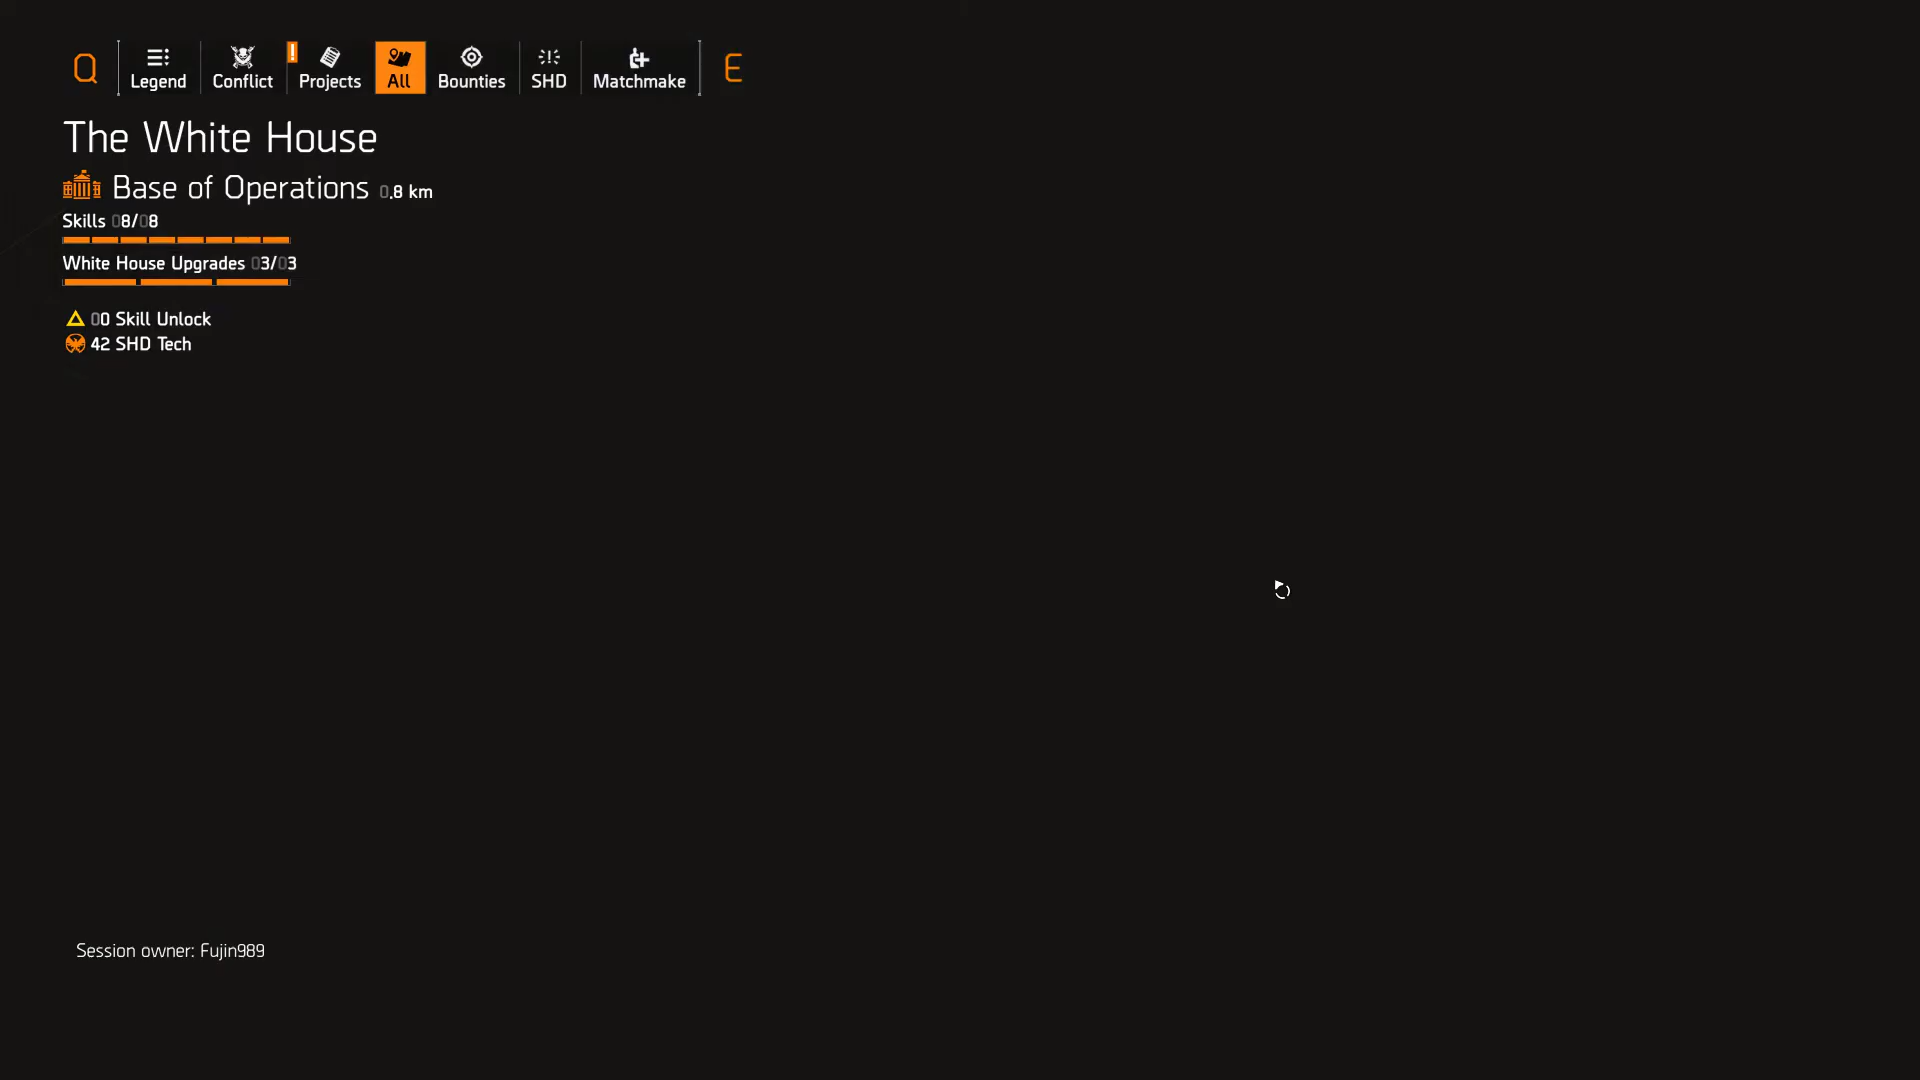 Q Legend Conflict ! Projects All Bounties SHD Matchmake E
The White House
Base of Operations 0.8 km
Skills 08/08
White House Upgrades 03/03
00 Skill Unlock
42 SHD Tech
Session owner: Fujin989